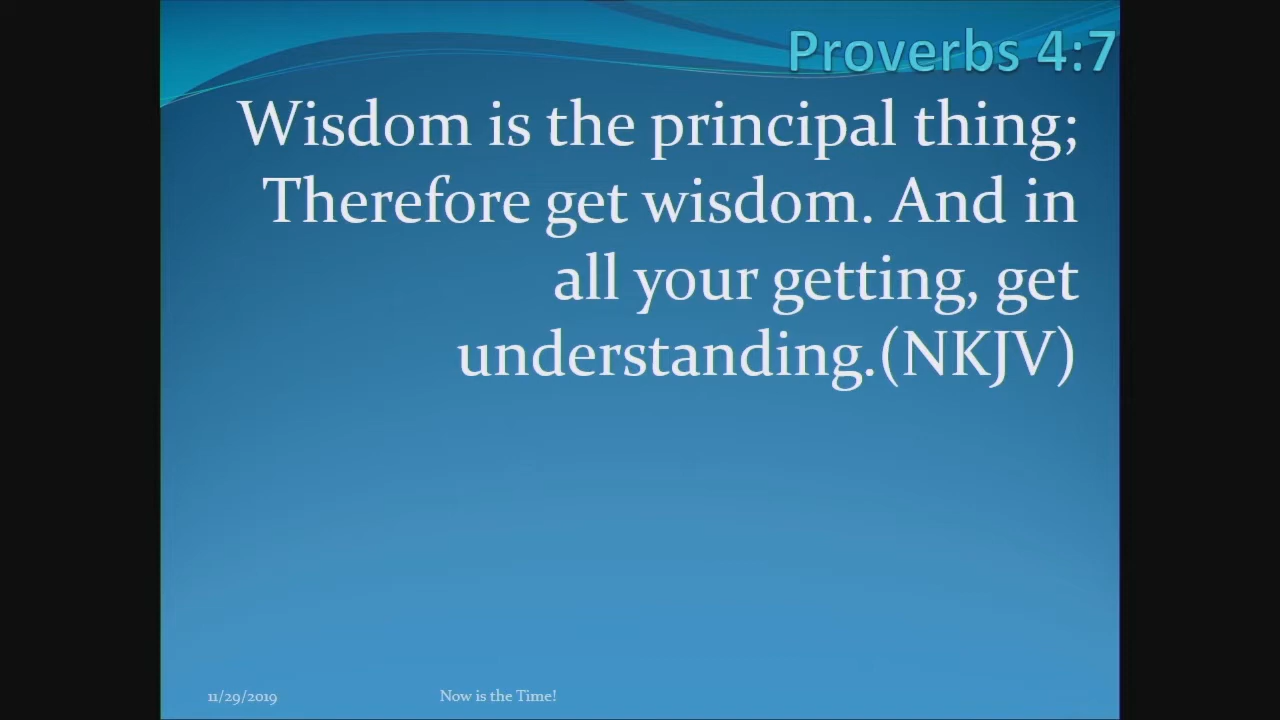 Proverbs 4:7
Wisdom is the principal thing;
Therefore get wisdom. And in
all your getting, get
understanding.(NKJV)
11/29/2019
Now is the Time!